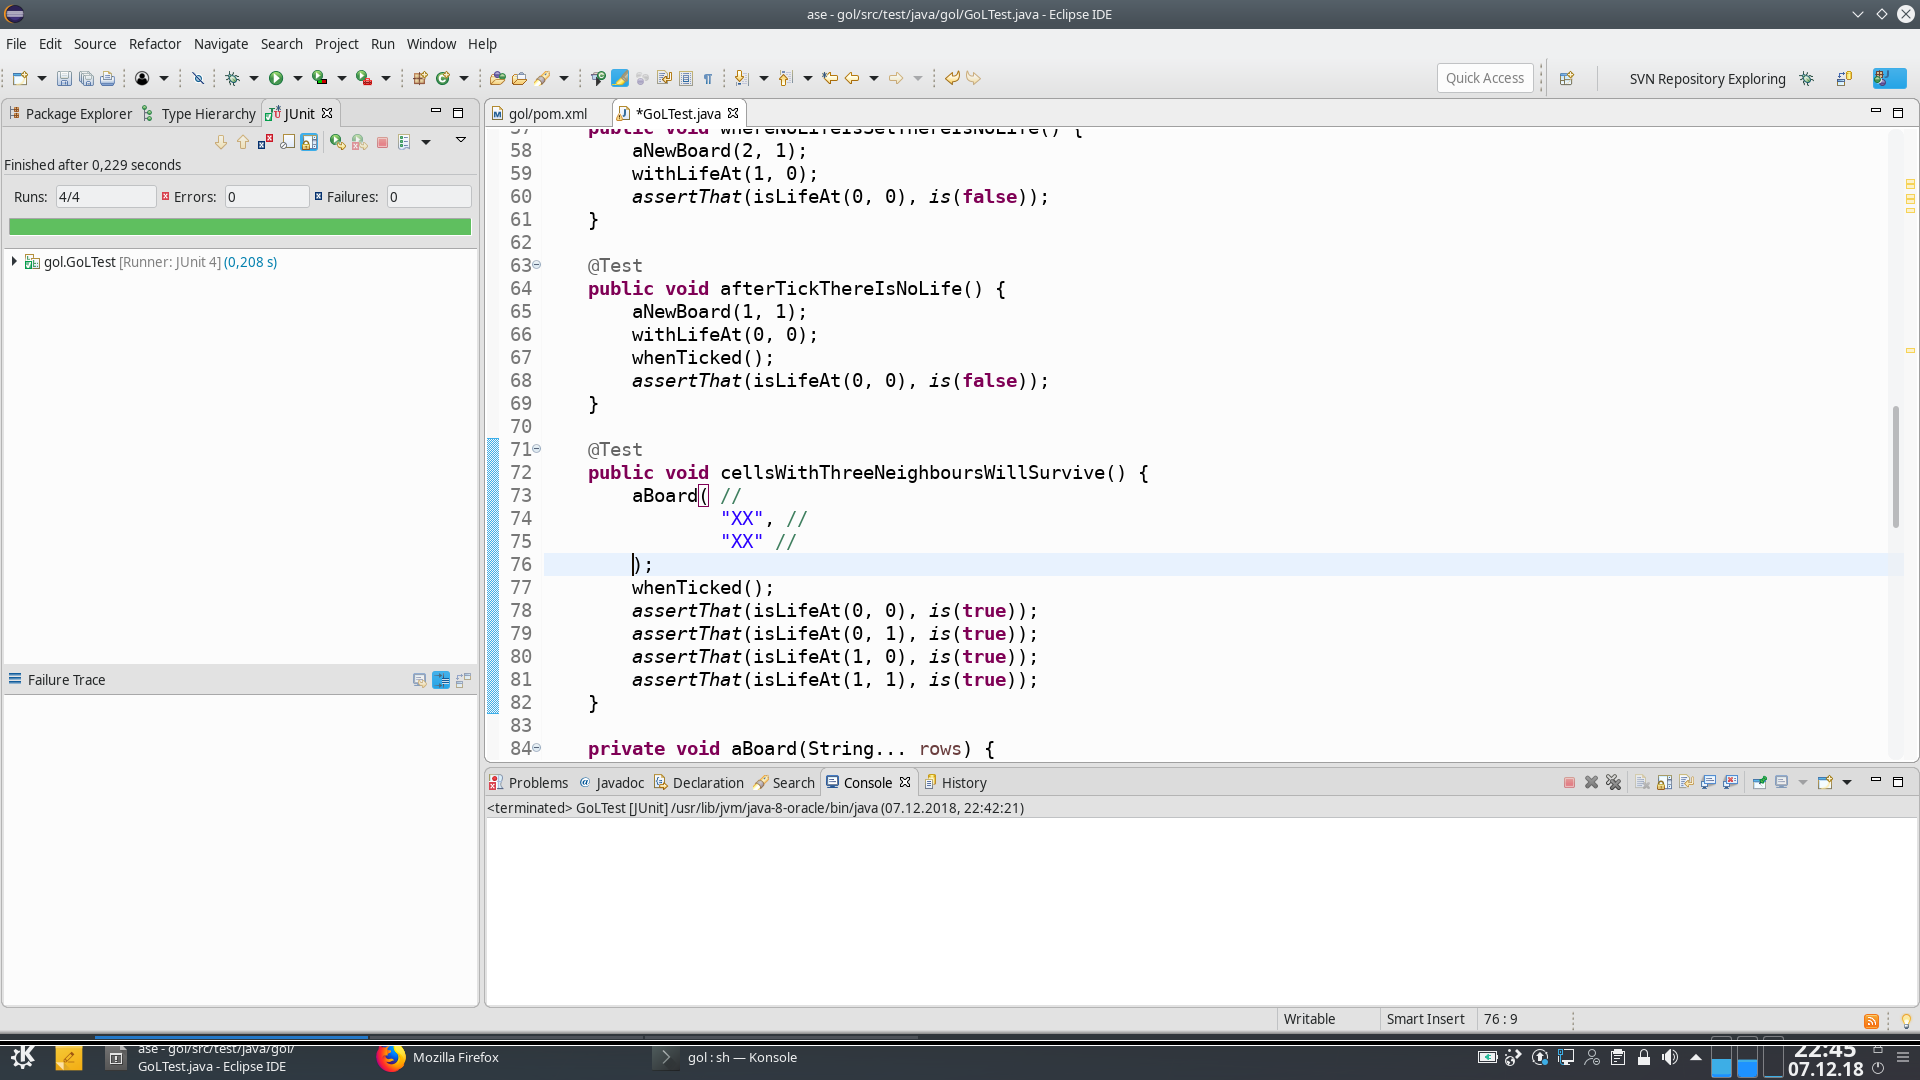 ase - gol/src/test/java/gol/GoLTest.java - Eclipse IDE
File Edit Source Refactor Navigate Search Project Run Window Help
Quick Access
SVN Repository Exploring
Package Explorer Type Hierarchy JUnit
gol/pom.xml *GoLTest.java
Finished after 0,229 seconds
Runs: 4/4 Errors: 0 Failures: 0
gol.GoLTest [Runner: JUnit 4] (0,208 s)
Failure Trace
57 public void whereNoLifeIsSetThereIsNoLife() {
58 aNewBoard(2, 1);
59 withLifeAt(1, 0);
60 assertThat(isLifeAt(0, 0), is(false));
61 }
62
63 @Test
64 public void afterTickThereIsNoLife() {
65 aNewBoard(1, 1);
66 withLifeAt(0, 0);
67 whenTicked();
68 assertThat(isLifeAt(0, 0), is(false));
69 }
70
71 @Test
72 public void cellsWithThreeNeighboursWillSurvive() {
73 aBoard( //
74 "XX", //
75 "XX" //
76 );
77 whenTicked();
78 assertThat(isLifeAt(0, 0), is(true));
79 assertThat(isLifeAt(0, 1), is(true));
80 assertThat(isLifeAt(1, 0), is(true));
81 assertThat(isLifeAt(1, 1), is(true));
82 }
83
84 private void aBoard(String... rows) {
Problems Javadoc Declaration Search Console History
<terminated> GoLTest [JUnit] /usr/lib/jvm/java-8-oracle/bin/java (07.12.2018, 22:42:21)
Writable Smart Insert 76 : 9
ase - gol/src/test/java/gol/
GoLTest.java - Eclipse IDE
Mozilla Firefox
gol : sh — Konsole
22:45
07.12.18